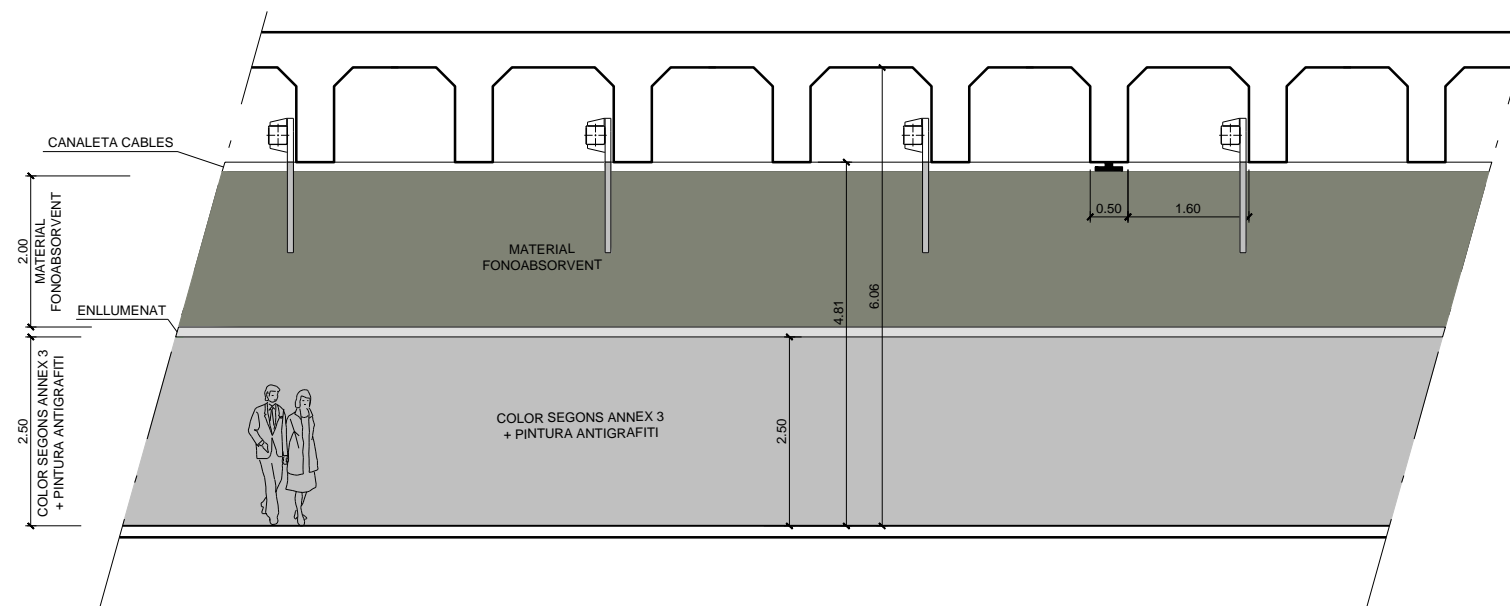 CANALETA CABLES
2.00
MATERIAL
FONOABSORVENT
ENLLUMENAT
2.50
COLOR SEGONS ANNEX 3
+ PINTURA ANTIGRAFITI
MATERIAL
FONOABSORVENT
COLOR SEGONS ANNEX 3
+ PINTURA ANTIGRAFITI
2.50
4.81
6.06
0.50
1.60